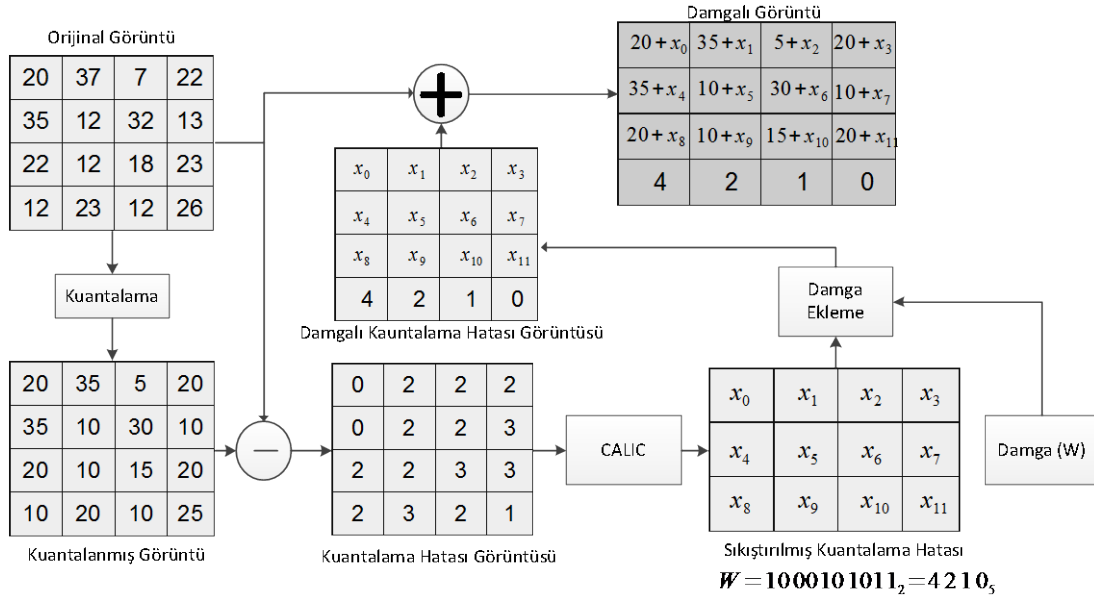 Orijinal Görüntü
20 37 7 22
35 12 32 13
22 12 18 23
12 23 12 26
Kuantalama
20 35 5 20
35 10 30 10
20 10 15 20
10 20 10 25
Kuantalanmış Görüntü
−
+
Damgalı Görüntü
20+x₀ 35+x₁ 5+x₂ 20+x₃
35+x₄ 10+x₅ 30+x₆ 10+x₇
20+x₈ 10+x₉ 15+x₁₀ 20+x₁₁
4 2 1 0
x₀ x₁ x₂ x₃
x₄ x₅ x₆ x₇
x₈ x₉ x₁₀ x₁₁
4 2 1 0
Damgalı Kauntalama Hatası Görüntüsü
0 2 2 2
0 2 2 3
2 2 3 3
2 3 2 1
Kuantalama Hatası Görüntüsü
CALIC
Damga
Ekleme
x₀ x₁ x₂ x₃
x₄ x₅ x₆ x₇
x₈ x₉ x₁₀ x₁₁
Sıkıştırılmış Kuantalama Hatası
Damga (W)
W=1000101011₂=4210₅